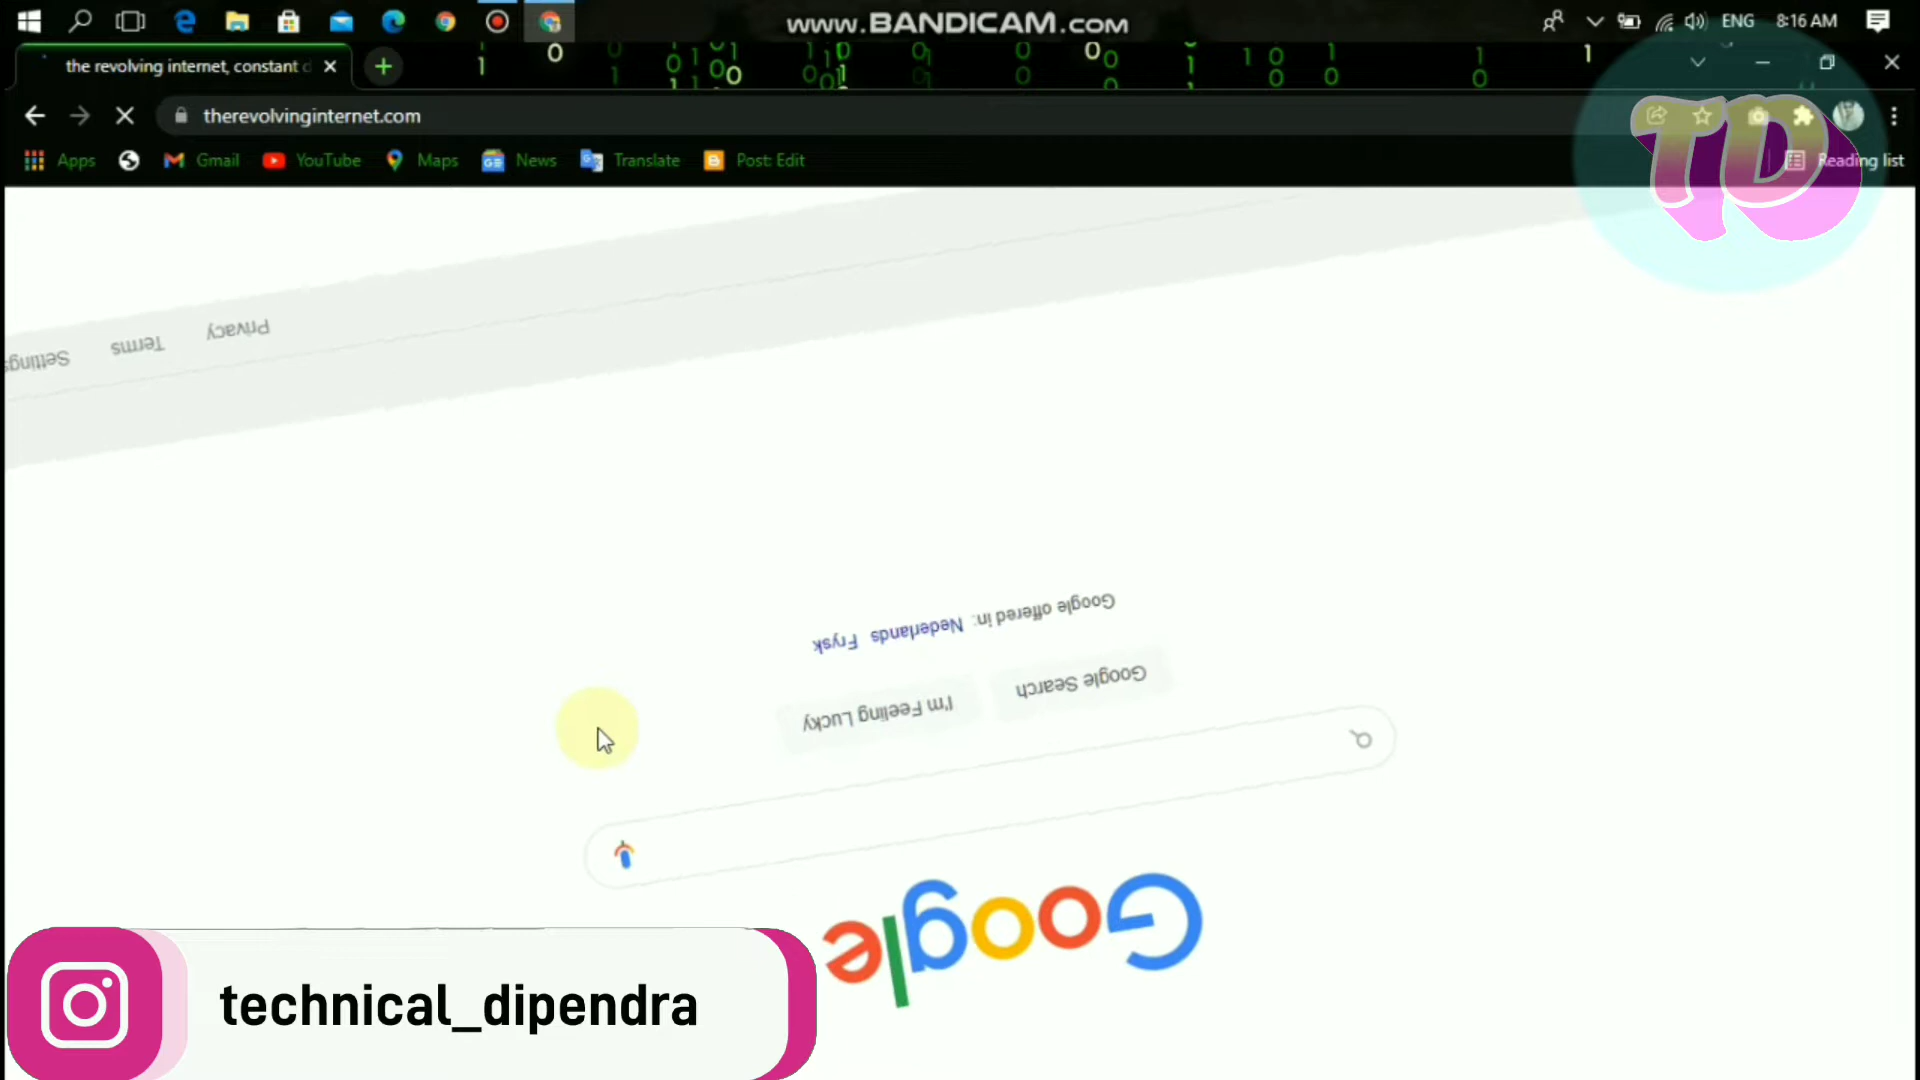 www.BANDICAM.com
ENG
8:16 AM
the revolving internet, constant
therevolvinginternet.com
Apps
Gmail
YouTube
Maps
News
Translate
Post: Edit
Reading list
TD
Privacy
Terms
Settings
Google offered in: Nederlands Frysk
Google Search
I'm Feeling Lucky
Google
technical_dipendra